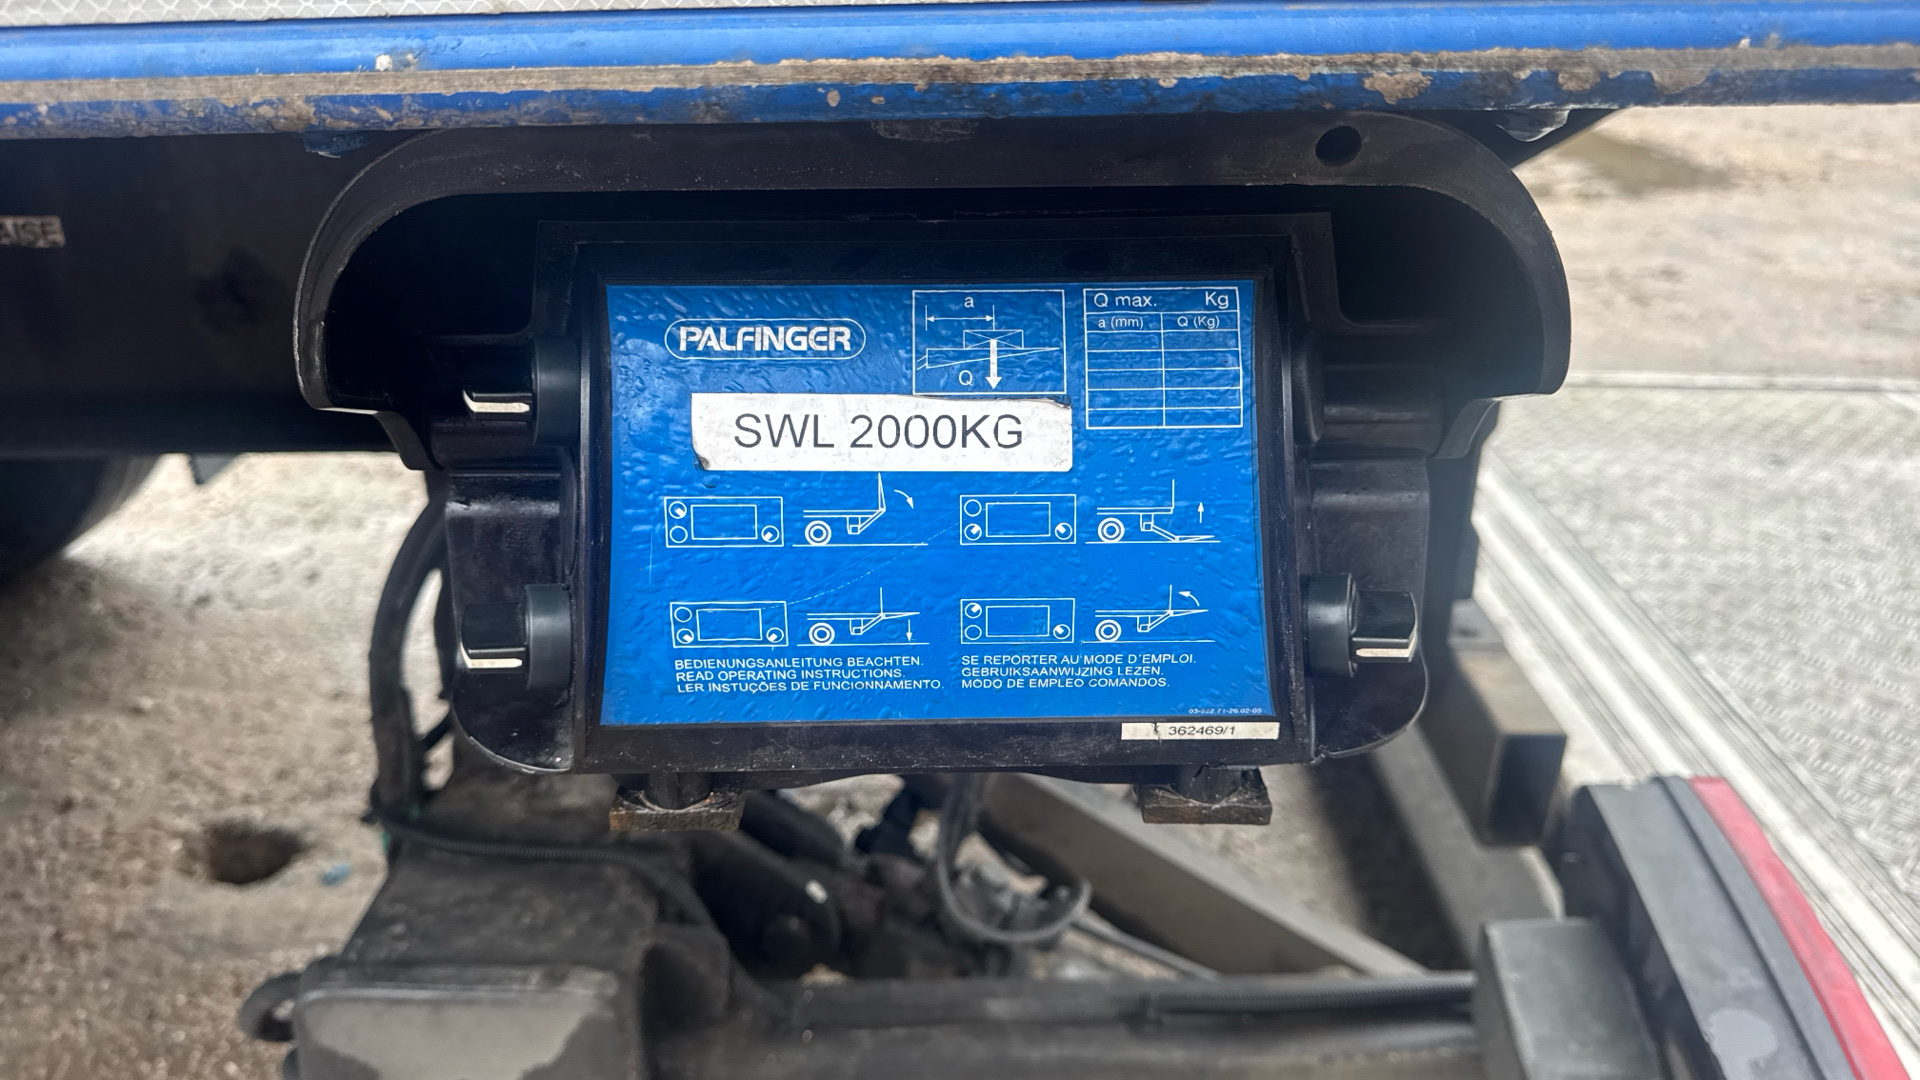 AISE
PALFINGER
a
Q
Q max. Kg
a (mm) Q (Kg)
SWL 2000KG
BEDIENUNGSANLEITUNG BEACHTEN.
READ OPERATING INSTRUCTIONS.
LER INSTUÇÕES DE FUNCIONNAMENTO.
SE REPORTER AU MODE D'EMPLOI.
GEBRUIKSAANWIJZING LEZEN.
MODO DE EMPLEO COMANDOS.
362469/1